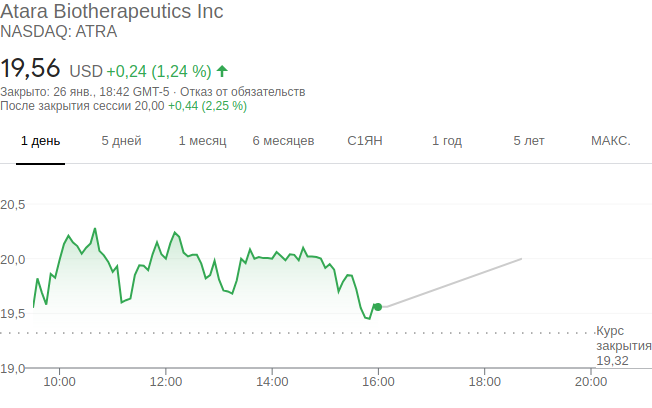 Atara Biotherapeutics Inc
NASDAQ: ATRA
19,56 USD +0,24 (1,24 %)
Закрыто: 26 янв., 18:42 GMT-5 · Отказ от обязательств
После закрытия сессии 20,00 +0,44 (2,25 %)
1 день 5 дней 1 месяц 6 месяцев С1ЯН 1 год 5 лет МАКС.
20,5
20,0
19,5
Курс
закрытия
19,32
19,0
10:00 12:00 14:00 16:00 18:00 20:00